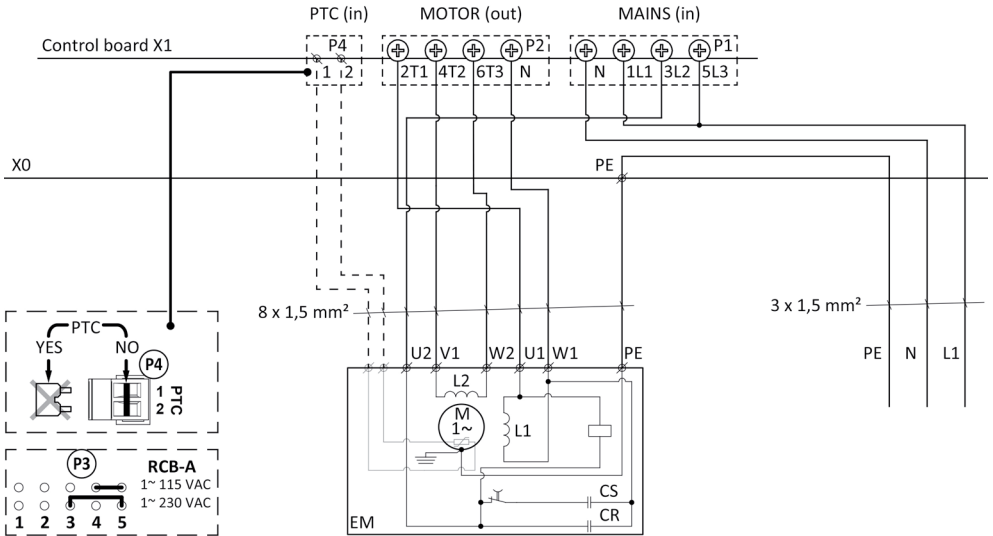 PTC (in) MOTOR (out) MAINS (in)
Control board X1 P4 P2 P1
1 2 2T1 4T2 6T3 N N 1L1 3L2 5L3
X0 PE
8 x 1,5 mm² 3 x 1,5 mm²
PE N L1
U2 V1 W2 U1 W1 PE
PTC
YES NO P4
1
2
PTC
L2
M
1~
L1
P3 RCB-A
1~ 115 VAC
1~ 230 VAC
1 2 3 4 5
CS
CR
EM